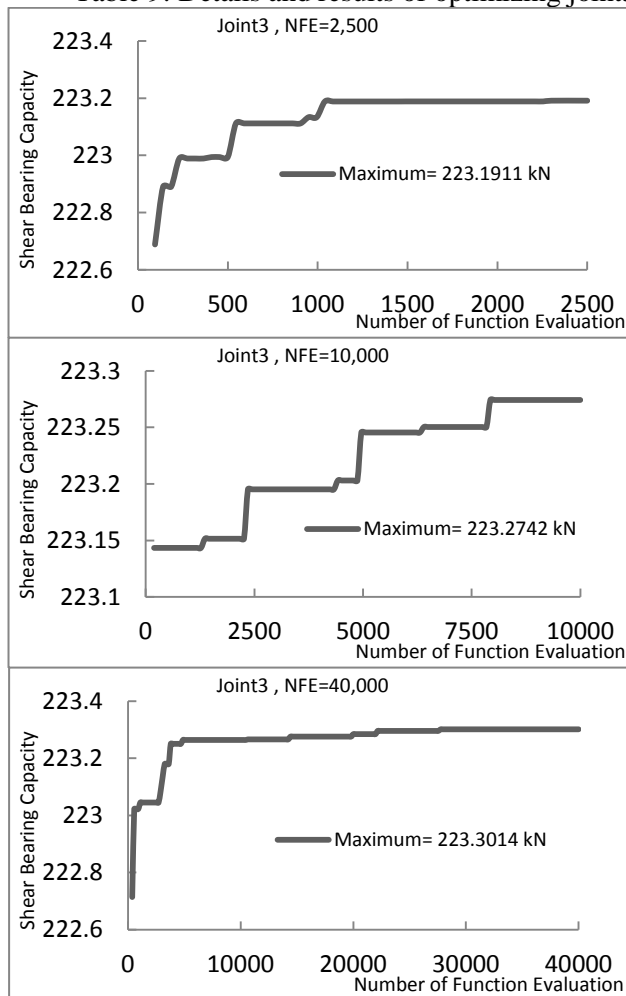 Table 9. Details and results of optimizing joint
Joint3 , NFE=2,500
Shear Bearing Capacity
223.4
223.2
223
222.8
222.6
Maximum= 223.1911 kN
0 500 1000 1500 2000 2500
Number of Function Evaluation
Joint3 , NFE=10,000
Shear Bearing Capacity
223.3
223.25
223.2
223.15
223.1
Maximum= 223.2742 kN
0 2500 5000 7500 10000
Number of Function Evaluation
Joint3 , NFE=40,000
Shear Bearing Capacity
223.4
223.2
223
222.8
222.6
Maximum= 223.3014 kN
0 10000 20000 30000 40000
Number of Function Evaluation